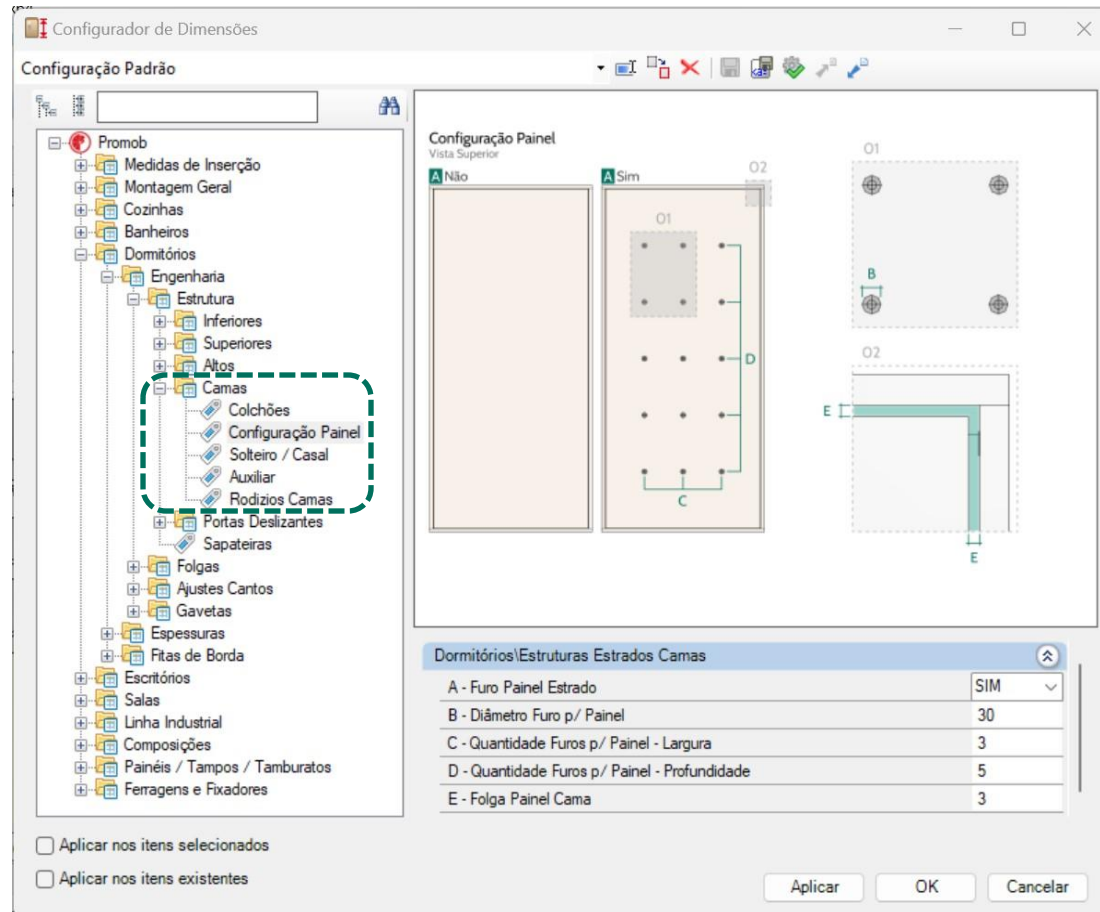 Configurador de Dimensões
Configuração Padrão
Promob
Medidas de Inserção
Montagem Geral
Cozinhas
Banheiros
Dormitórios
Engenharia
Estrutura
Inferiores
Superiores
Altos
Camas
Colchões
Configuração Painel
Solteiro / Casal
Auxiliar
Rodizios Camas
Portas Deslizantes
Sapateiras
Folgas
Ajustes Cantos
Gavetas
Espessuras
Fitas de Borda
Escritórios
Salas
Linha Industrial
Composições
Painéis / Tampos / Tamburatos
Ferragens e Fixadores
Configuração Painel
Vista Superior
A Não
A Sim
O2
O1
D
C
O1
B
O2
E
E
Dormitórios\Estruturas Estrados Camas
A - Furo Painel Estrado SIM
B - Diâmetro Furo p/ Painel 30
C - Quantidade Furos p/ Painel - Largura 3
D - Quantidade Furos p/ Painel - Profundidade 5
E - Folga Painel Cama 3
Aplicar nos itens selecionados
Aplicar nos itens existentes
Aplicar OK Cancelar